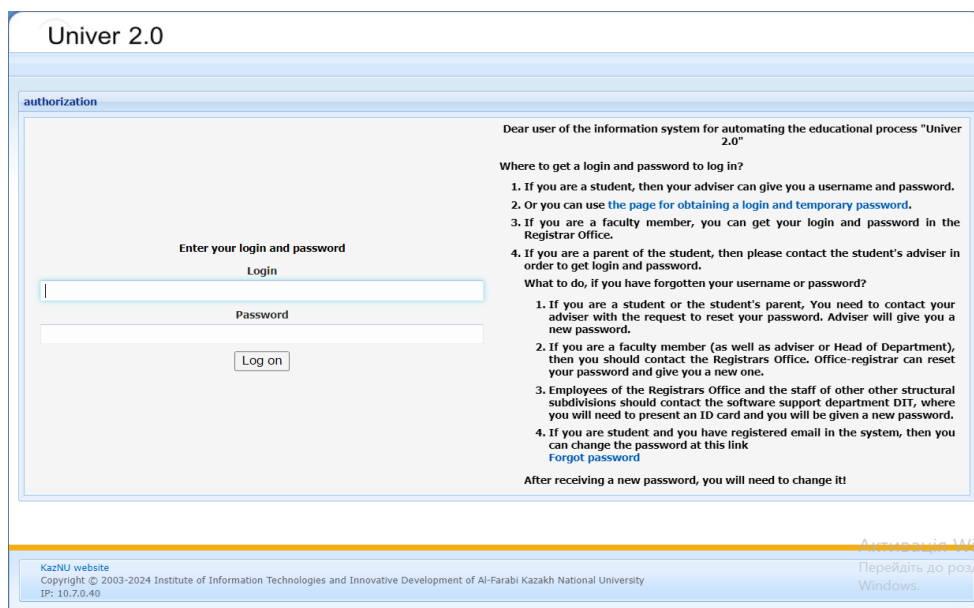 Univer 2.0
authorization
Enter your login and password
Login
Password
Log on
Dear user of the information system for automating the educational process "Univer
2.0"
Where to get a login and password to log in?
1. If you are a student, then your adviser can give you a username and password.
2. Or you can use the page for obtaining a login and temporary password.
3. If you are a faculty member, you can get your login and password in the
Registrar Office.
4. If you are a parent of the student, then please contact the student's adviser in
order to get login and password.
What to do, if you have forgotten your username or password?
1. If you are a student or the student's parent, You need to contact your
adviser with the request to reset your password. Adviser will give you a
new password.
2. If you are a faculty member (as well as adviser or Head of Department),
then you should contact the Registrars Office. Office-registrar can reset
your password and give you a new one.
3. Employees of the Registrars Office and the staff of other other structural
subdivisions should contact the software support department DIT, where
you will need to present an ID card and you will be given a new password.
4. If you are student and you have registered email in the system, then you
can change the password at this link
Forgot password
After receiving a new password, you will need to change it!
KazNU website
Copyright © 2003-2024 Institute of Information Technologies and Innovative Development of Al-Farabi Kazakh National University
IP: 10.7.0.40
Активація Wi
Перейдіть до роз
Windows.